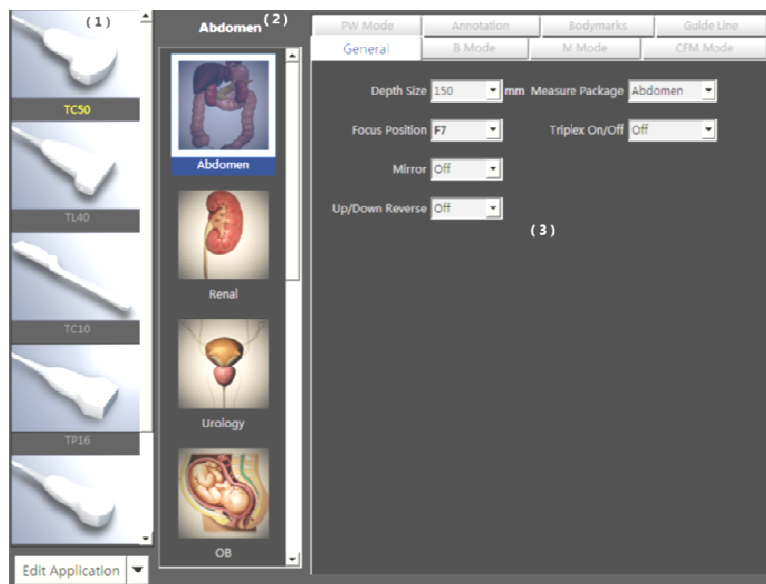 (1)
TC50
TL40
TC10
TP16
Edit Application
Abdomen (2)
Abdomen
Renal
Urology
OB
PW Mode Annotation Bodymarks Guide Line
General B Mode M Mode CFM Mode
Depth Size 150 mm Measure Package Abdomen
Focus Position F7 Triplex On/Off Off
Mirror Off
Up/Down Reverse Off
(3)